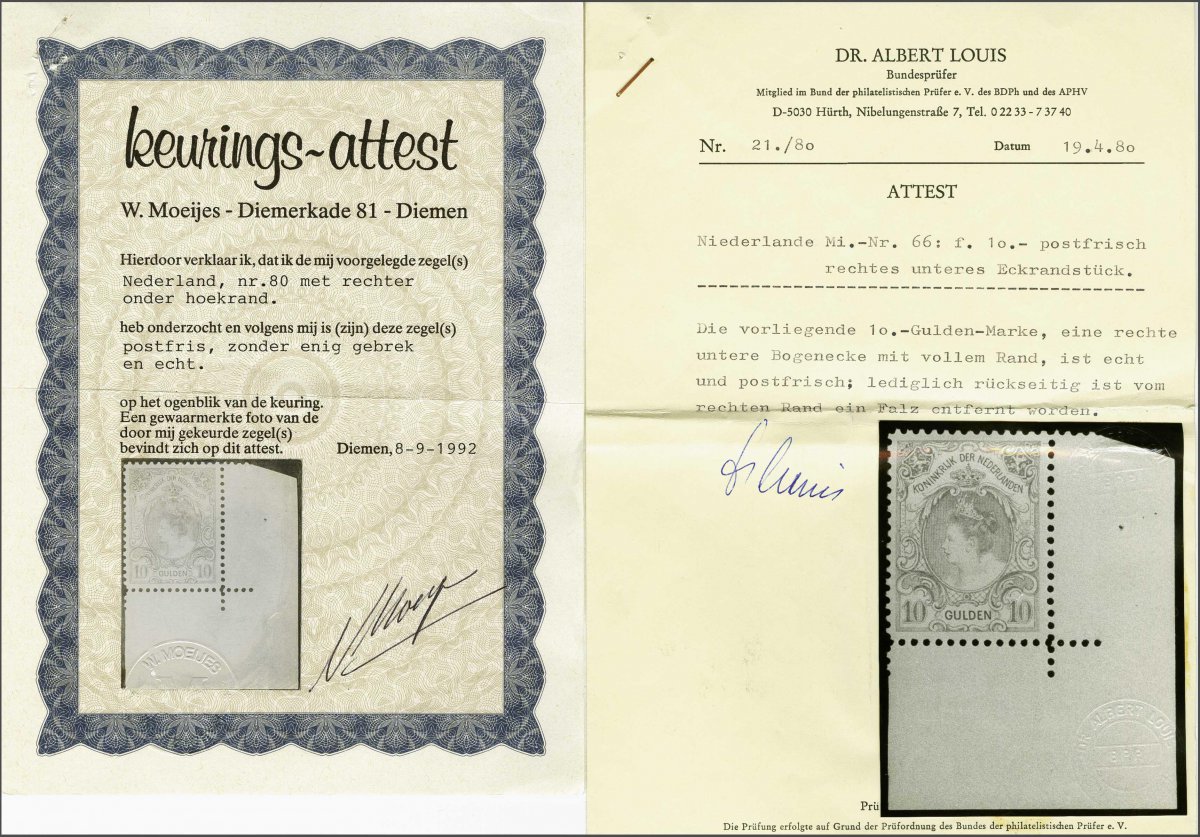 keurings~attest
W. Moeijes - Diemerkade 81 - Diemen
Hierdoor verklaar ik, dat ik de mij voorgelegde zegel(s)
Nederland, nr.80 met rechter
onder hoekrand.
heb onderzocht en volgens mij is (zijn) deze zegel(s)
postfris, zonder enig gebrek
en echt.
op het ogenblik van de keuring.
Een gewaarmerkte foto van de
door mij gekeurde zegel(s)
bevindt zich op dit attest.
Diemen, 8-9-1992
KONINKRIJK DER NEDERLANDEN
10 GULDEN 10
W. MOEIJES
DR. ALBERT LOUIS
Bundesprüfer
Mitglied im Bund der philatelistischen Prüfer e. V. des BDPh und des APHV
D-5030 Hürth, Nibelungenstraße 7, Tel. 0 22 33 - 7 37 40
Nr. 21./80 Datum 19.4.80
ATTEST
Niederlande Mi.-Nr. 66: f. 1o.- postfrisch
rechtes unteres Eckrandstück.
Die vorliegende 1o.-Gulden-Marke, eine rechte
untere Bogenecke mit vollem Rand, ist echt
und postfrisch; lediglich rückseitig ist vom
rechten Rand ein Falz entfernt worden.
KONINKRIJK DER NEDERLANDEN
10 GULDEN 10
DR. ALBERT LOUIS
B.P.P.
Prü
Die Prüfung erfolgte auf Grund der Prüfordnung des Bundes der philatelistischen Prüfer e. V.